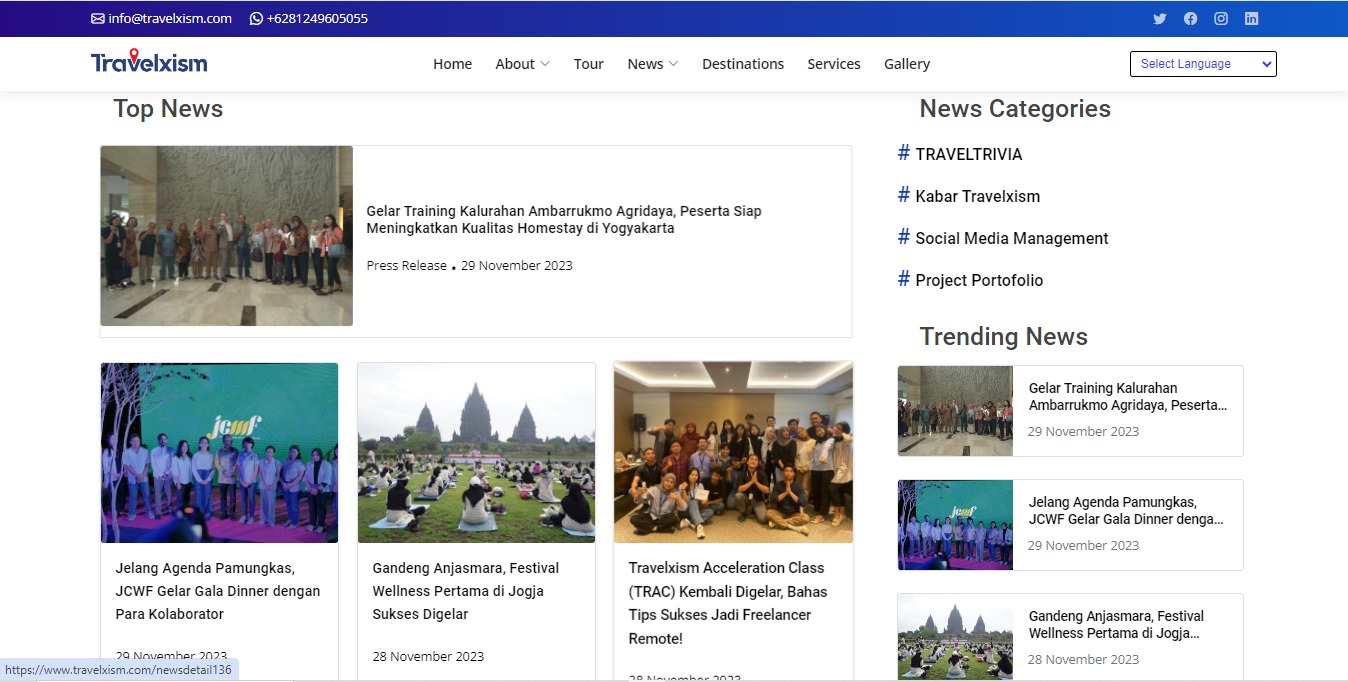 info@travelxism.com +6281249605055
Travelxism
Home About Tour News Destinations Services Gallery
Select Language
Top News
Gelar Training Kalurahan Ambarrukmo Agridaya, Peserta Siap
Meningkatkan Kualitas Homestay di Yogyakarta
Press Release • 29 November 2023
jcwf
Jelang Agenda Pamungkas,
JCWF Gelar Gala Dinner dengan
Para Kolaborator
29 November 2023
Gandeng Anjasmara, Festival
Wellness Pertama di Jogja
Sukses Digelar
28 November 2023
Travelxism Acceleration Class
(TRAC) Kembali Digelar, Bahas
Tips Sukses Jadi Freelancer
Remote!
28 November 2023
News Categories
# TRAVELTRIVIA
# Kabar Travelxism
# Social Media Management
# Project Portofolio
Trending News
Gelar Training Kalurahan
Ambarrukmo Agridaya, Peserta...
29 November 2023
jcwf
Jelang Agenda Pamungkas,
JCWF Gelar Gala Dinner denga...
29 November 2023
Gandeng Anjasmara, Festival
Wellness Pertama di Jogja...
28 November 2023
https://www.travelxism.com/newsdetail136